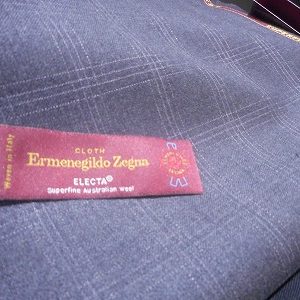 Woven in Italy
CLOTH
Ermenegildo Zegna
ELECTA®
Superfine Australian Wool